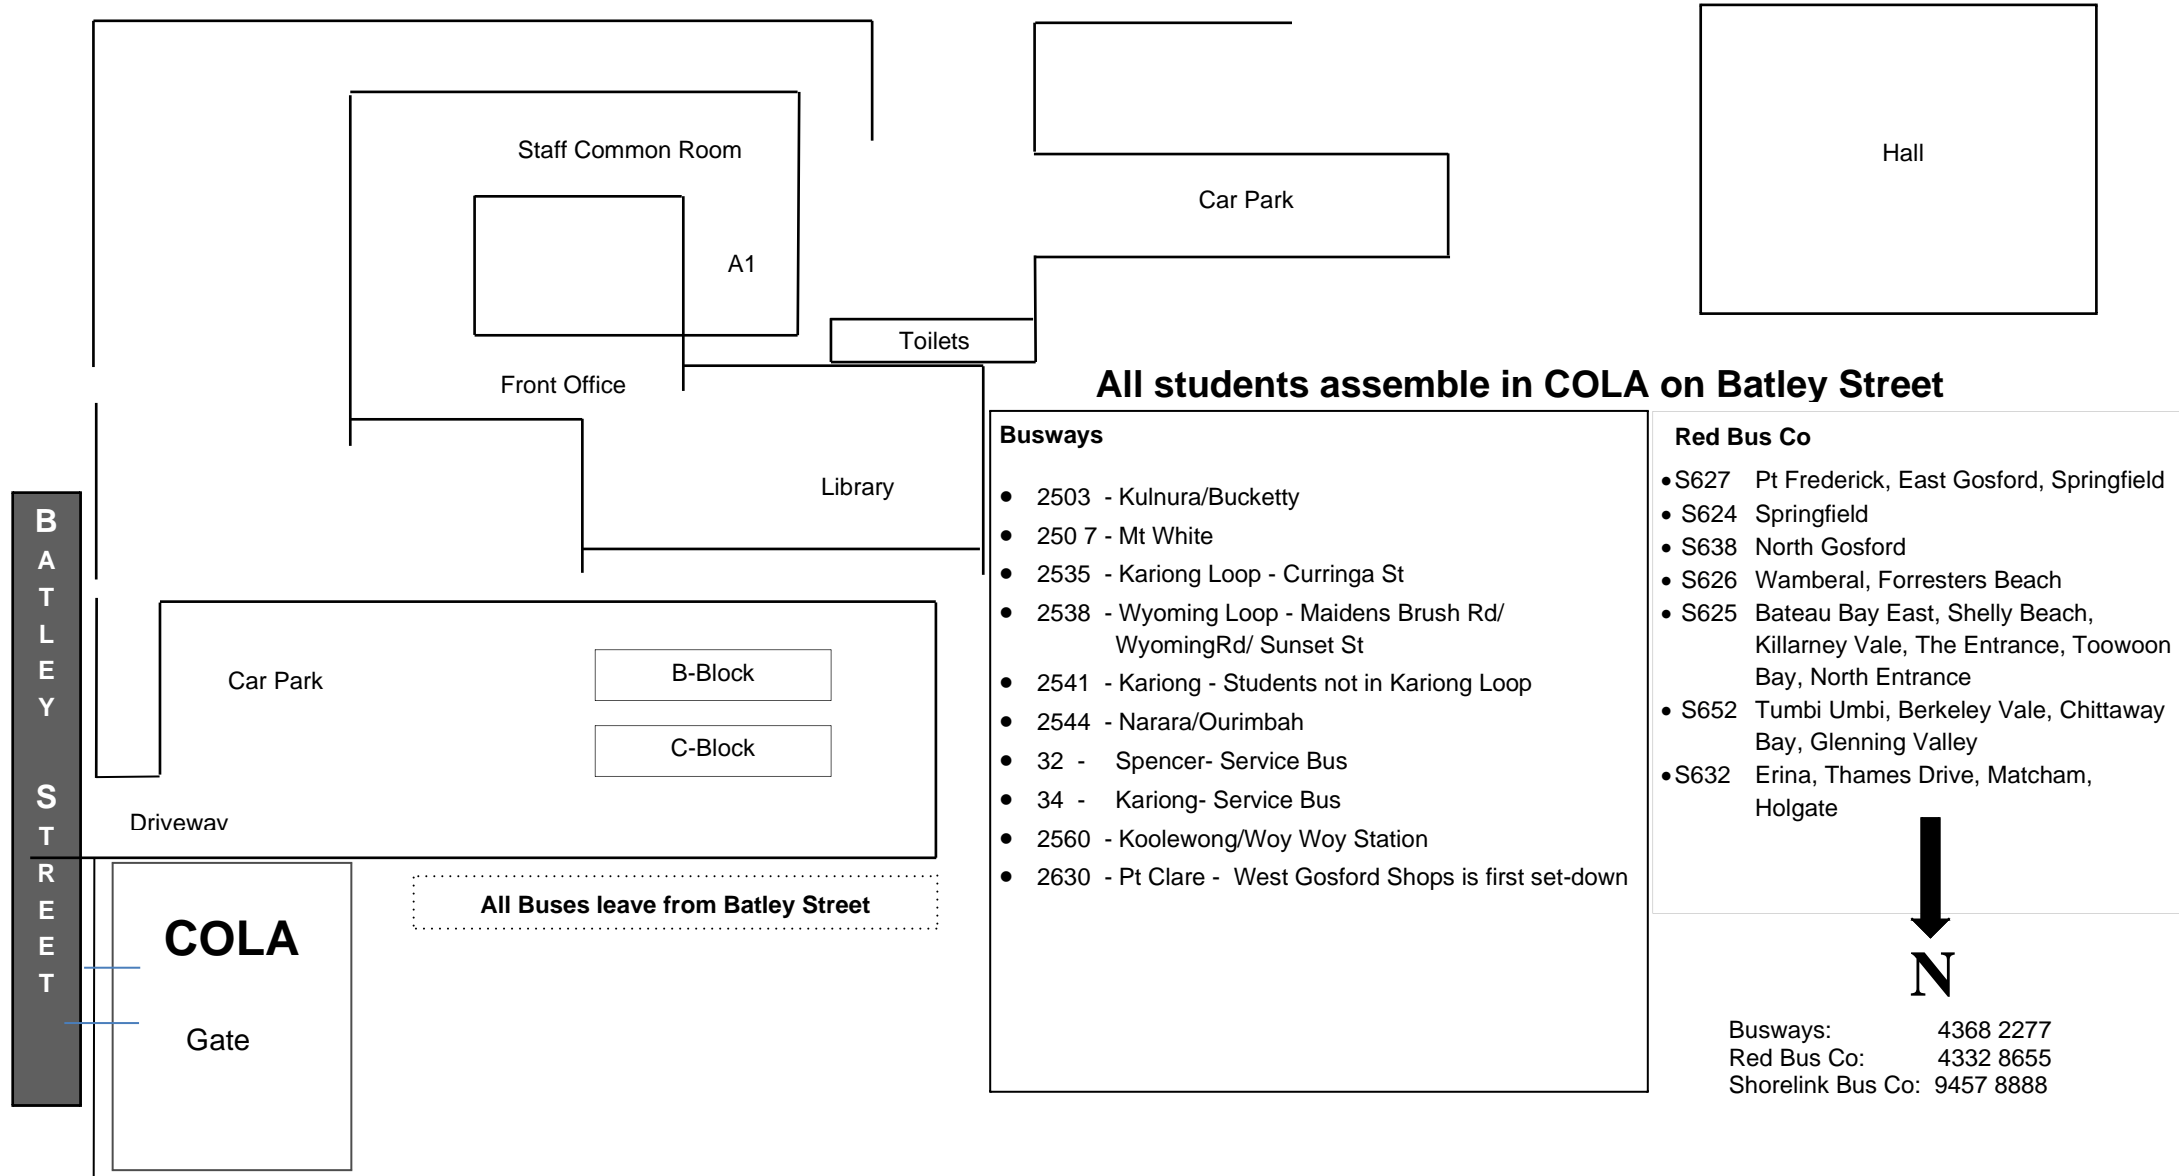 Staff Common Room
Hall
Car Park
A1
Toilets
Front Office
All students assemble in COLA on Batley Street
Library
BATLEY STREET
Car Park
B-Block
C-Block
Driveway
COLA
Gate
All Buses leave from Batley Street
Busways
• 2503 - Kulnura/Bucketty
• 250 7 - Mt White
• 2535 - Kariong Loop - Curringa St
• 2538 - Wyoming Loop - Maidens Brush Rd/
WyomingRd/ Sunset St
• 2541 - Kariong - Students not in Kariong Loop
• 2544 - Narara/Ourimbah
• 32 - Spencer- Service Bus
• 34 - Kariong- Service Bus
• 2560 - Koolewong/Woy Woy Station
• 2630 - Pt Clare - West Gosford Shops is first set-down
Red Bus Co
• S627 Pt Frederick, East Gosford, Springfield
• S624 Springfield
• S638 North Gosford
• S626 Wamberal, Forresters Beach
• S625 Bateau Bay East, Shelly Beach,
Killarney Vale, The Entrance, Toowoon
Bay, North Entrance
• S652 Tumbi Umbi, Berkeley Vale, Chittaway
Bay, Glenning Valley
• S632 Erina, Thames Drive, Matcham,
Holgate
N
Busways: 4368 2277
Red Bus Co: 4332 8655
Shorelink Bus Co: 9457 8888